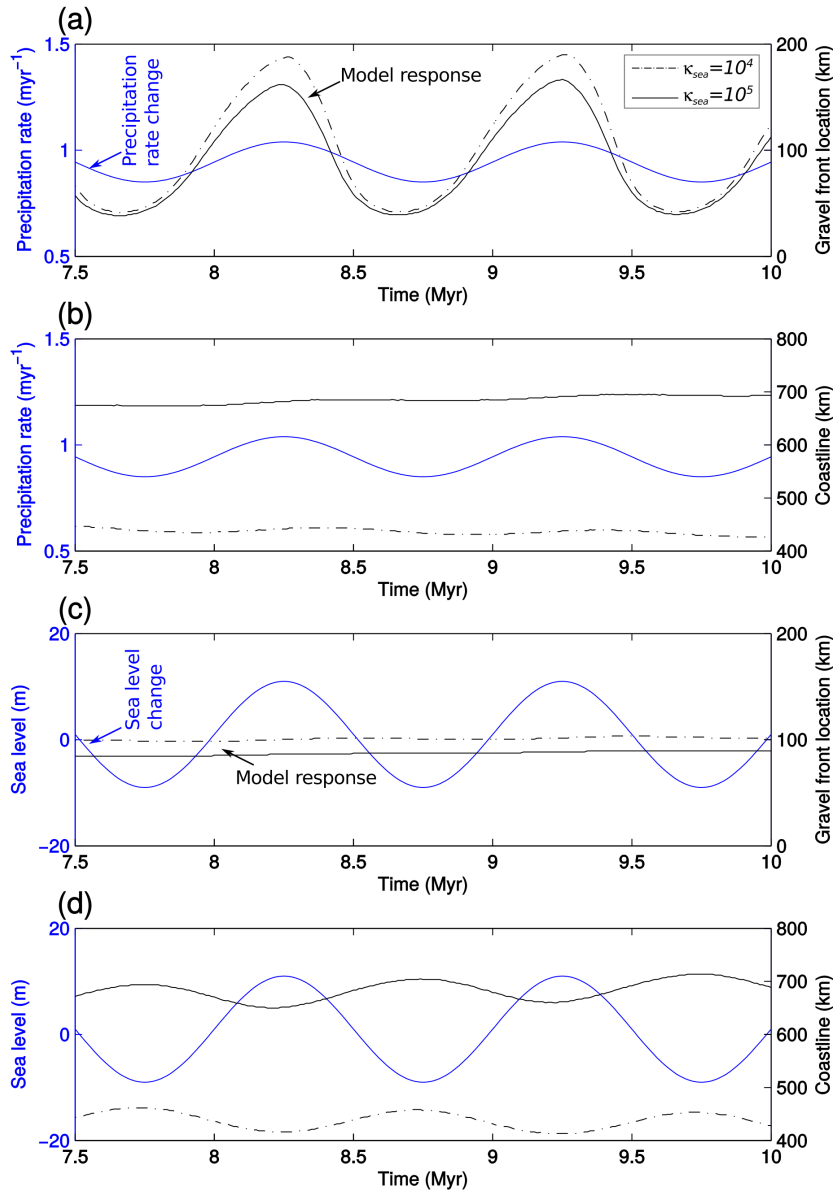 (a)
1.5
1
0.5
Precipitation rate (myr⁻¹)
Precipitation
rate change
Model response
κsea=10⁴
κsea=10⁵
200
100
0
Gravel front location (km)
7.5 8 8.5 9 9.5 10
Time (Myr)
(b)
1.5
1
0.5
Precipitation rate (myr⁻¹)
800
700
600
500
400
Coastline (km)
7.5 8 8.5 9 9.5 10
Time (Myr)
(c)
20
0
−20
Sea level (m)
Sea level
change
Model response
200
100
0
Gravel front location (km)
7.5 8 8.5 9 9.5 10
Time (Myr)
(d)
20
0
−20
Sea level (m)
800
700
600
500
400
Coastline (km)
7.5 8 8.5 9 9.5 10
Time (Myr)